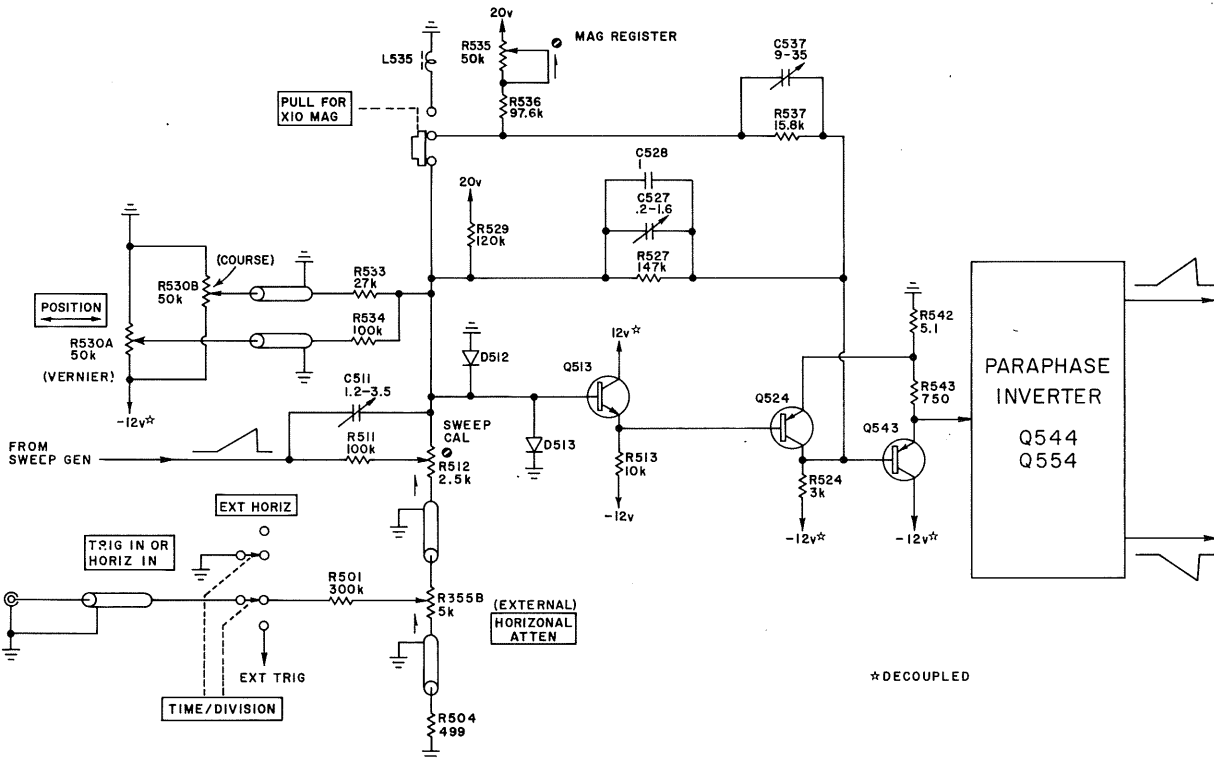 20v
R535
50k
MAG REGISTER
L535
C537
9-35
PULL FOR
X10 MAG
R536
97.6k
R537
15.8k
C528
1
20v
C527
.2-1.6
R529
120k
R527
147k
(COURSE)
R533
27k
R530B
50k
POSITION
R534
100k
R530A
50k
(VERNIER)
-12v☆
12v☆
D512
Q513
R542
5.1
PARAPHASE
INVERTER
Q544
Q554
C511
1.2-3.5
Q524
R543
750
Q543
FROM
SWEEP GEN
SWEEP
CAL
R511
100k
R512
2.5k
D513
R513
10k
R524
3k
-12v
-12v☆
-12v☆
EXT HORIZ
TRIG IN OR
HORIZ IN
R501
300k
R355B
5k
(EXTERNAL)
HORIZONAL
ATTEN
EXT TRIG
TIME/DIVISION
☆DECOUPLED
R504
499